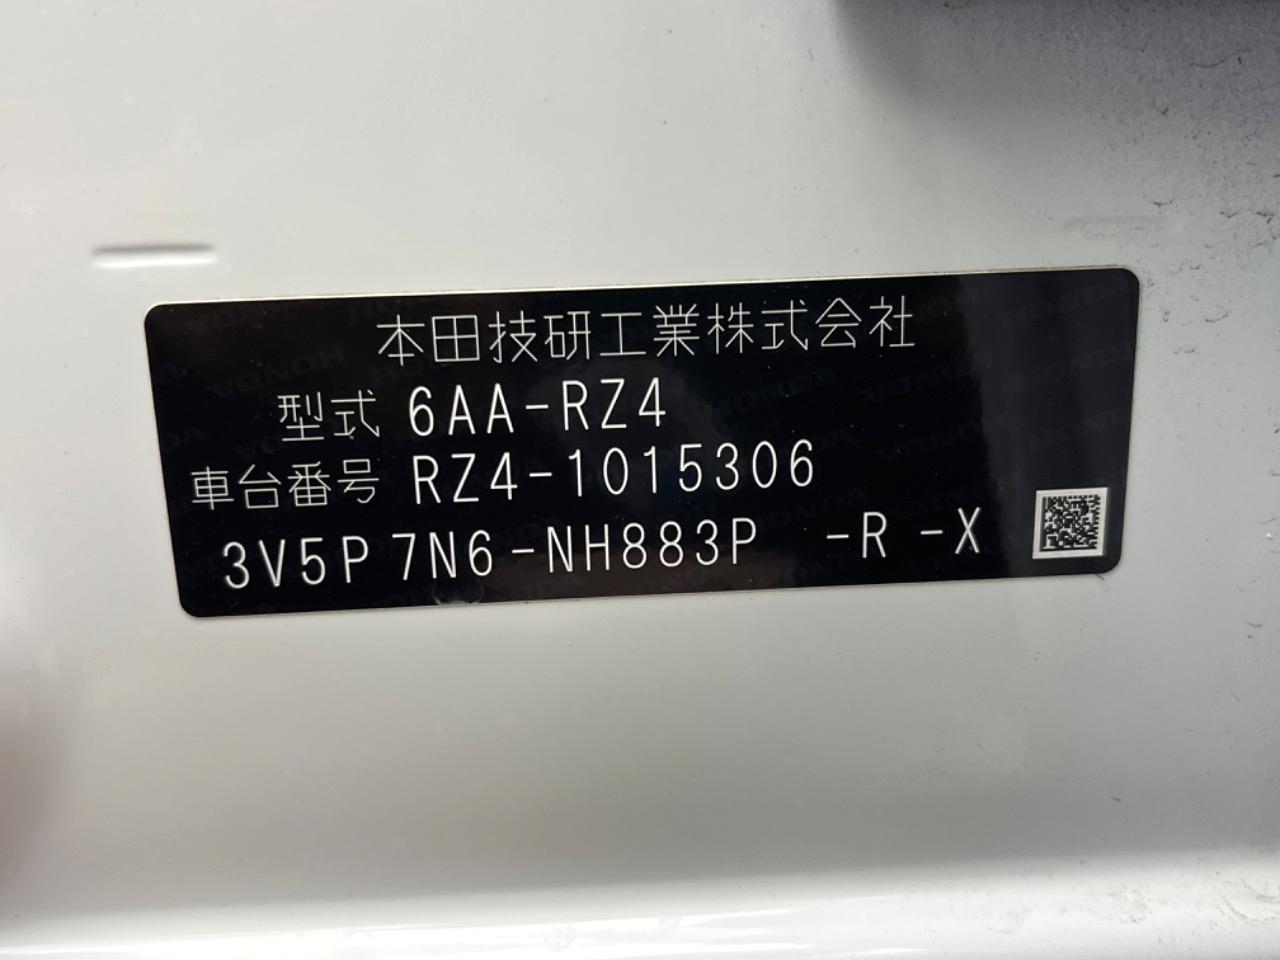 本田技研工業株式会社
型式 6AA-RZ4
車台番号 RZ4-1015306
3V5P 7N6-NH883P -R -X